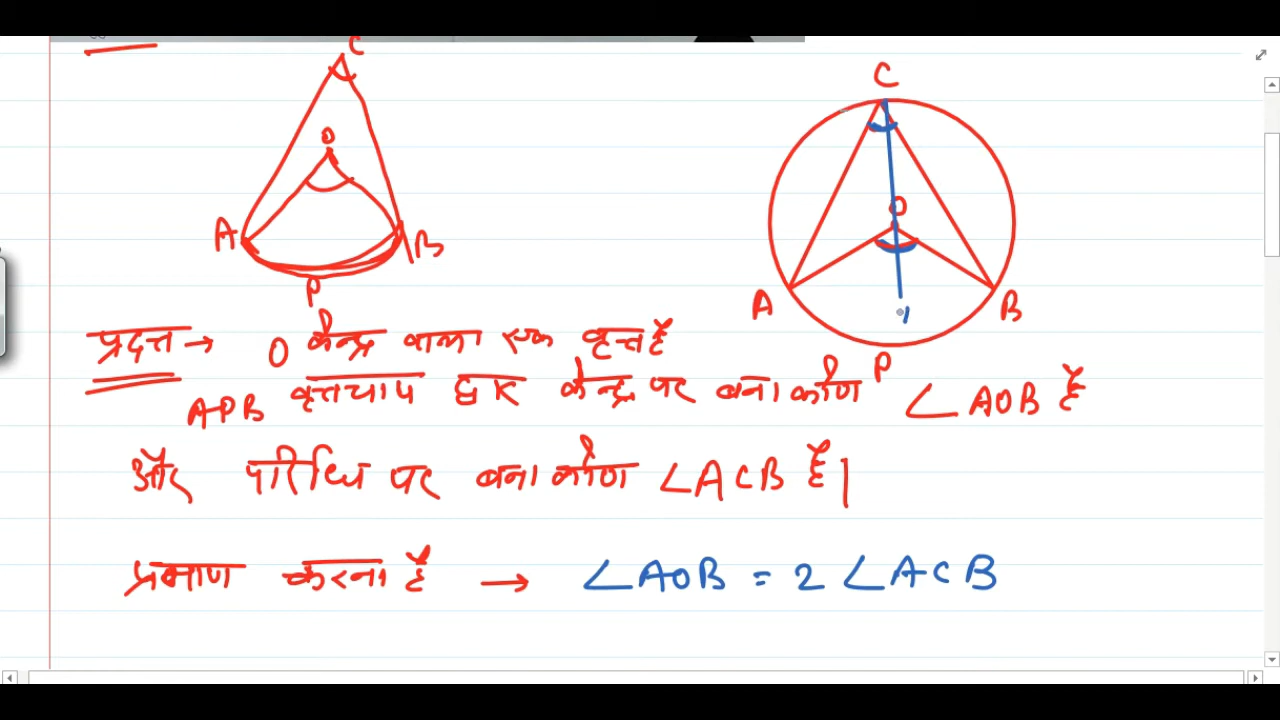 C
O
A
B
P
C
O
A
B
P
प्रदत्त → O केन्द्र वाला एक वृत्त है
APB वृत्तचाप द्वारा केन्द्र पर बना कोण ∠AOB है
और परिधि पर बना कोण ∠ACB है|
प्रमाण करना है → ∠AOB = 2 ∠ACB